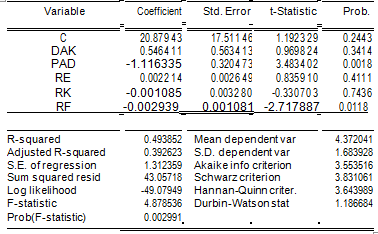 Variable Coefficient Std. Error t-Statistic Prob.
C 20.87943 17.51146 1.192329 0.2443
DAK 0.546411 0.563413 0.969824 0.3414
PAD -1.116335 0.320473 3.483402 0.0018
RE 0.002214 0.002649 0.835910 0.4111
RK -0.001085 0.003280 -0.330703 0.7436
RF -0.002939 0.001081 -2.717887 0.0118
R-squared 0.493852 Mean dependent var 4.372041
Adjusted R-squared 0.392623 S.D. dependent var 1.683928
S.E. of regression 1.312359 Akaike info criterion 3.553516
Sum squared resid 43.05718 Schwarz criterion 3.831061
Log likelihood -49.07949 Hannan-Quinn criter. 3.643989
F-statistic 4.878536 Durbin-Watson stat 1.186684
Prob(F-statistic) 0.002991